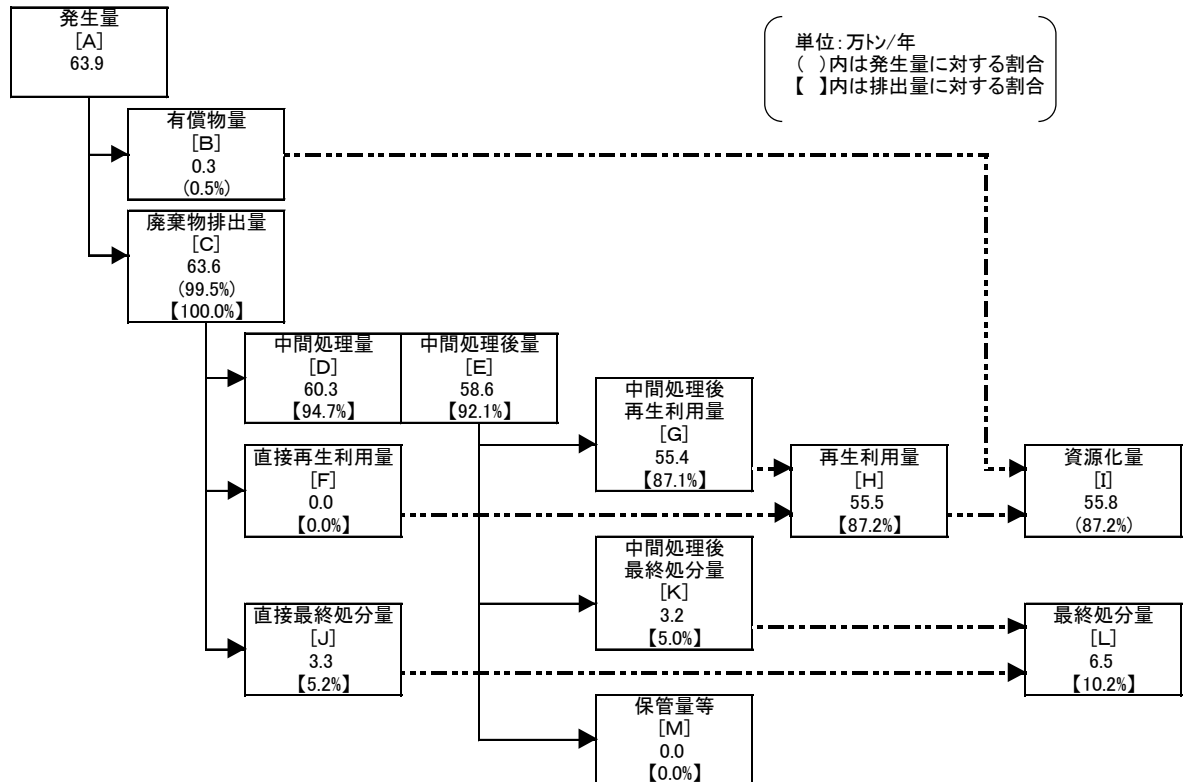 発生量
[A]
63.9
単位:万トン/年
( )内は発生量に対する割合
【 】内は排出量に対する割合
有償物量
[B]
0.3
(0.5%)
廃棄物排出量
[C]
63.6
(99.5%)
【100.0%】
中間処理量
[D]
60.3
【94.7%】
中間処理後量
[E]
58.6
【92.1%】
直接再生利用量
[F]
0.0
【0.0%】
中間処理後
再生利用量
[G]
55.4
【87.1%】
再生利用量
[H]
55.5
【87.2%】
資源化量
[I]
55.8
(87.2%)
直接最終処分量
[J]
3.3
【5.2%】
中間処理後
最終処分量
[K]
3.2
【5.0%】
最終処分量
[L]
6.5
【10.2%】
保管量等
[M]
0.0
【0.0%】